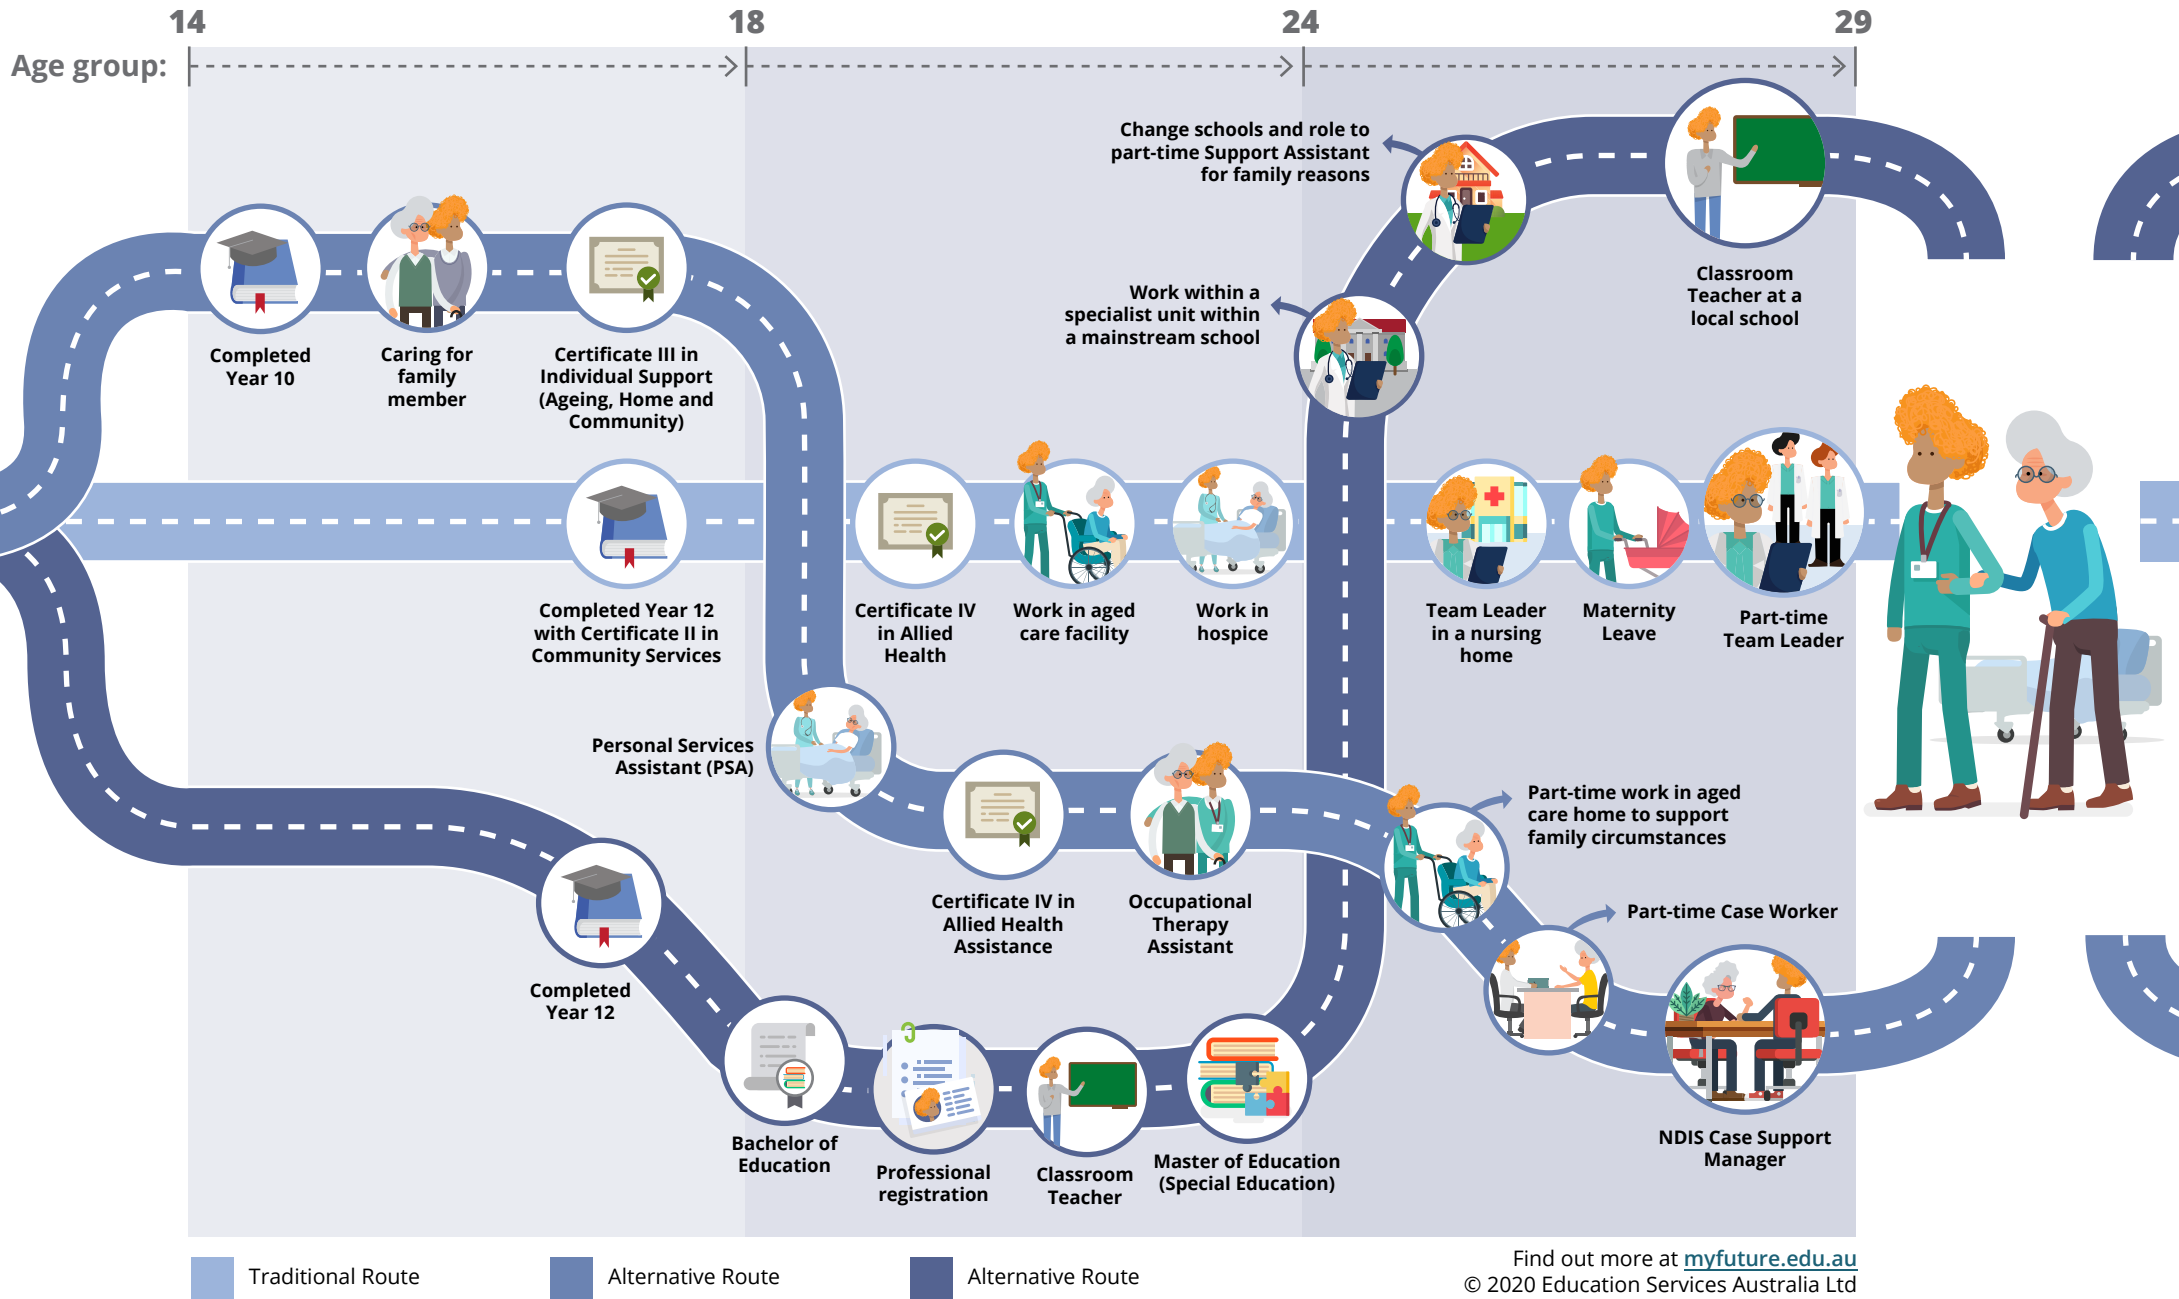 14
18
24
29
Age group:
Change schools and role to
part-time Support Assistant
for family reasons
Work within a
specialist unit within
a mainstream school
Classroom
Teacher at a
local school
Completed
Year 10
Caring for
family
member
Certificate III in
Individual Support
(Ageing, Home and
Community)
Completed Year 12
with Certificate II in
Community Services
Certificate IV
in Allied
Health
Work in aged
care facility
Work in
hospice
Team Leader
in a nursing
home
Maternity
Leave
Part-time
Team Leader
Personal Services
Assistant (PSA)
Certificate IV in
Allied Health
Assistance
Occupational
Therapy
Assistant
Part-time work in aged
care home to support
family circumstances
Part-time Case Worker
NDIS Case Support
Manager
Completed
Year 12
Bachelor of
Education
Professional
registration
Classroom
Teacher
Master of Education
(Special Education)
Traditional Route
Alternative Route
Alternative Route
Find out more at myfuture.edu.au
© 2020 Education Services Australia Ltd